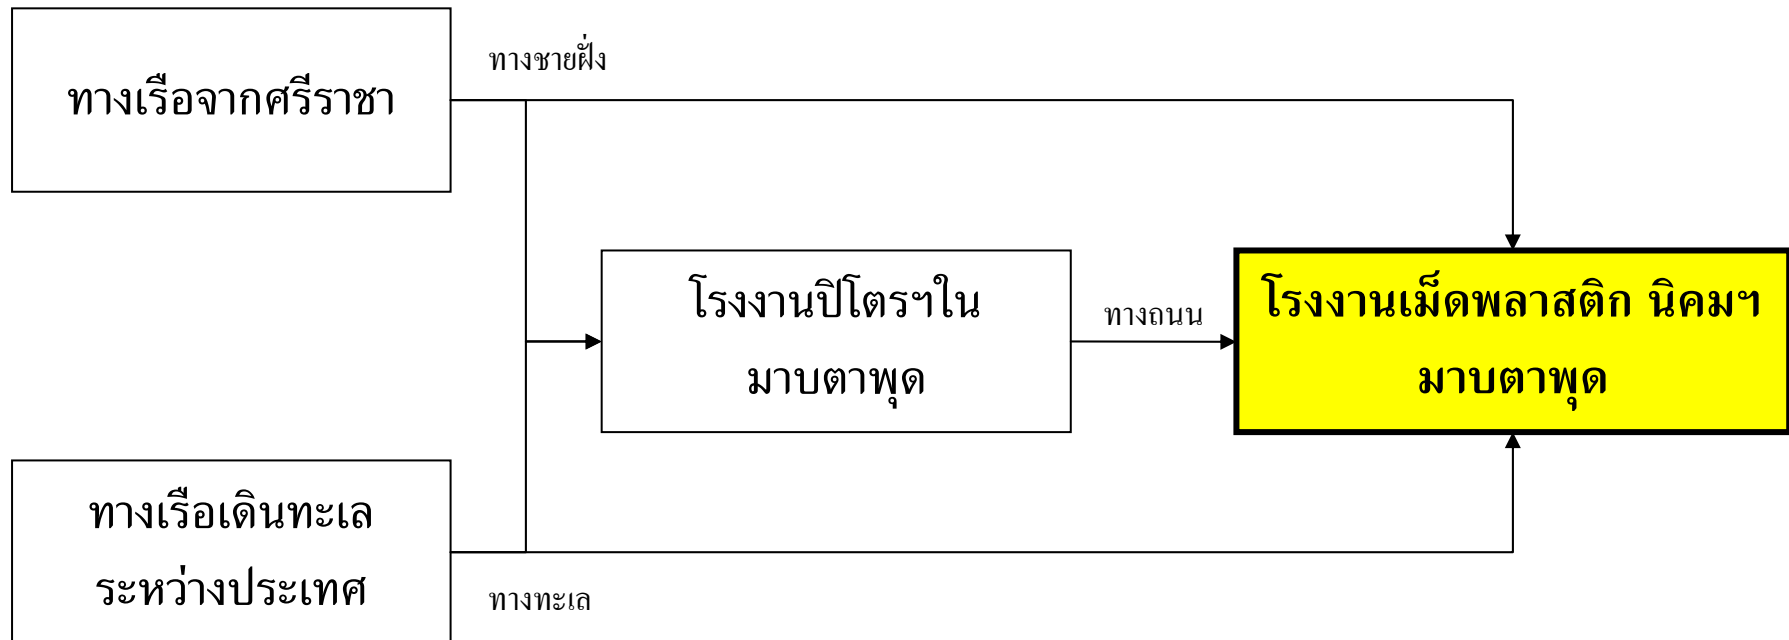 ทางเรือจากศรีราชา
ทางชายฝั่ง
โรงงานปิโตรฯใน
มาบตาพุด
ทางถนน
โรงงานเม็ดพลาสติก นิคมฯ
มาบตาพุด
ทางเรือเดินทะเล
ระหว่างประเทศ
ทางทะเล